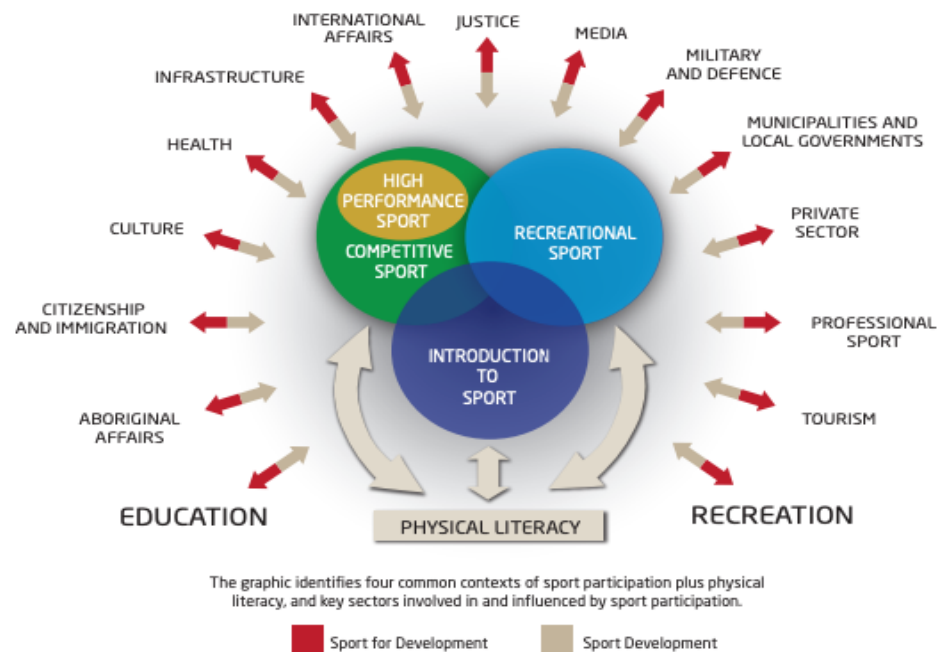 INTERNATIONAL
AFFAIRS
JUSTICE
MEDIA
MILITARY
AND DEFENCE
INFRASTRUCTURE
MUNICIPALITIES AND
LOCAL GOVERNMENTS
HEALTH
HIGH
PERFORMANCE
SPORT
COMPETITIVE
SPORT
RECREATIONAL
SPORT
PRIVATE
SECTOR
CULTURE
CITIZENSHIP
AND IMMIGRATION
PROFESSIONAL
SPORT
INTRODUCTION
TO
SPORT
ABORIGINAL
AFFAIRS
TOURISM
EDUCATION
RECREATION
PHYSICAL LITERACY
The graphic identifies four common contexts of sport participation plus physical
literacy, and key sectors involved in and influenced by sport participation.
Sport for Development
Sport Development